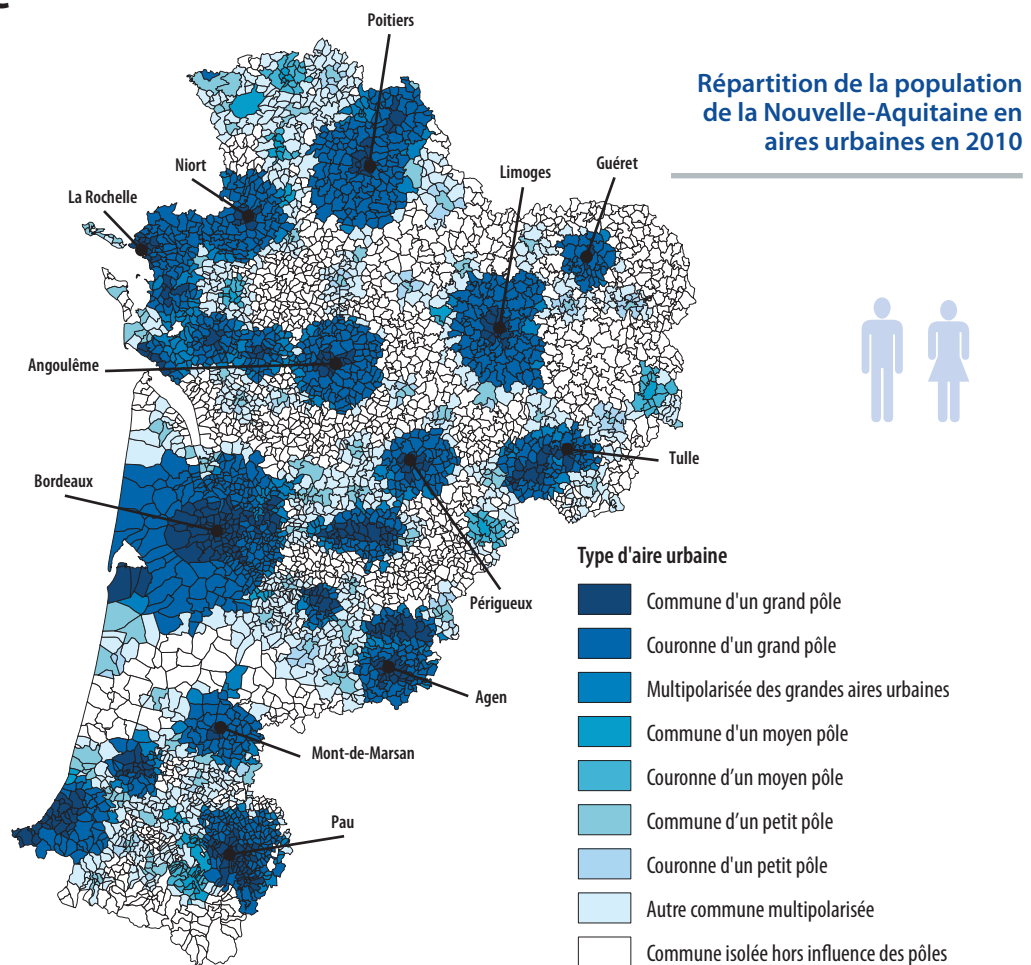 Poitiers
Répartition de la population
de la Nouvelle-Aquitaine en
aires urbaines en 2010
Niort
Limoges
Guéret
La Rochelle
Angoulême
Tulle
Bordeaux
Périgueux
Agen
Mont-de-Marsan
Pau
Type d'aire urbaine
Commune d'un grand pôle
Couronne d'un grand pôle
Multipolarisée des grandes aires urbaines
Commune d'un moyen pôle
Couronne d'un moyen pôle
Commune d'un petit pôle
Couronne d'un petit pôle
Autre commune multipolarisée
Commune isolée hors influence des pôles